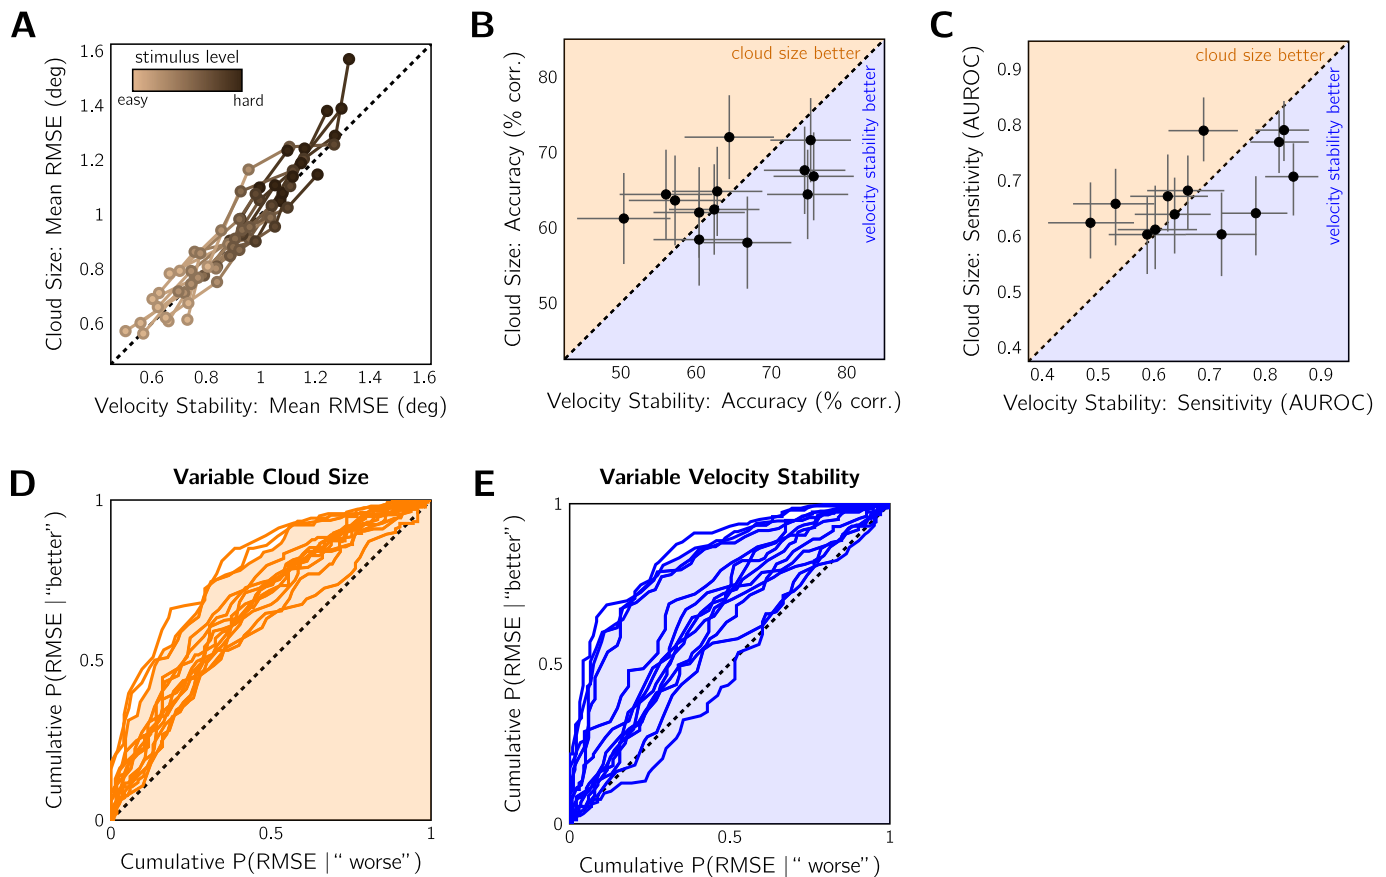 A
stimulus level
easy
hard
Cloud Size: Mean RMSE (deg)
1.6
1.4
1.2
1
0.8
0.6
0.6
0.8
1
1.2
1.4
1.6
Velocity Stability: Mean RMSE (deg)
B
cloud size better
velocity stability better
Cloud Size: Accuracy (% corr.)
80
70
60
50
50
60
70
80
Velocity Stability: Accuracy (% corr.)
C
cloud size better
velocity stability better
Cloud Size: Sensitivity (AUROC)
0.9
0.8
0.7
0.6
0.5
0.4
0.4
0.5
0.6
0.7
0.8
0.9
Velocity Stability: Sensitivity (AUROC)
D
Variable Cloud Size
Cumulative P(RMSE |“better”)
1
0.5
0
0
0.5
1
Cumulative P(RMSE |“ worse”)
E
Variable Velocity Stability
Cumulative P(RMSE |“better”)
1
0.5
0
0
0.5
1
Cumulative P(RMSE |“ worse”)